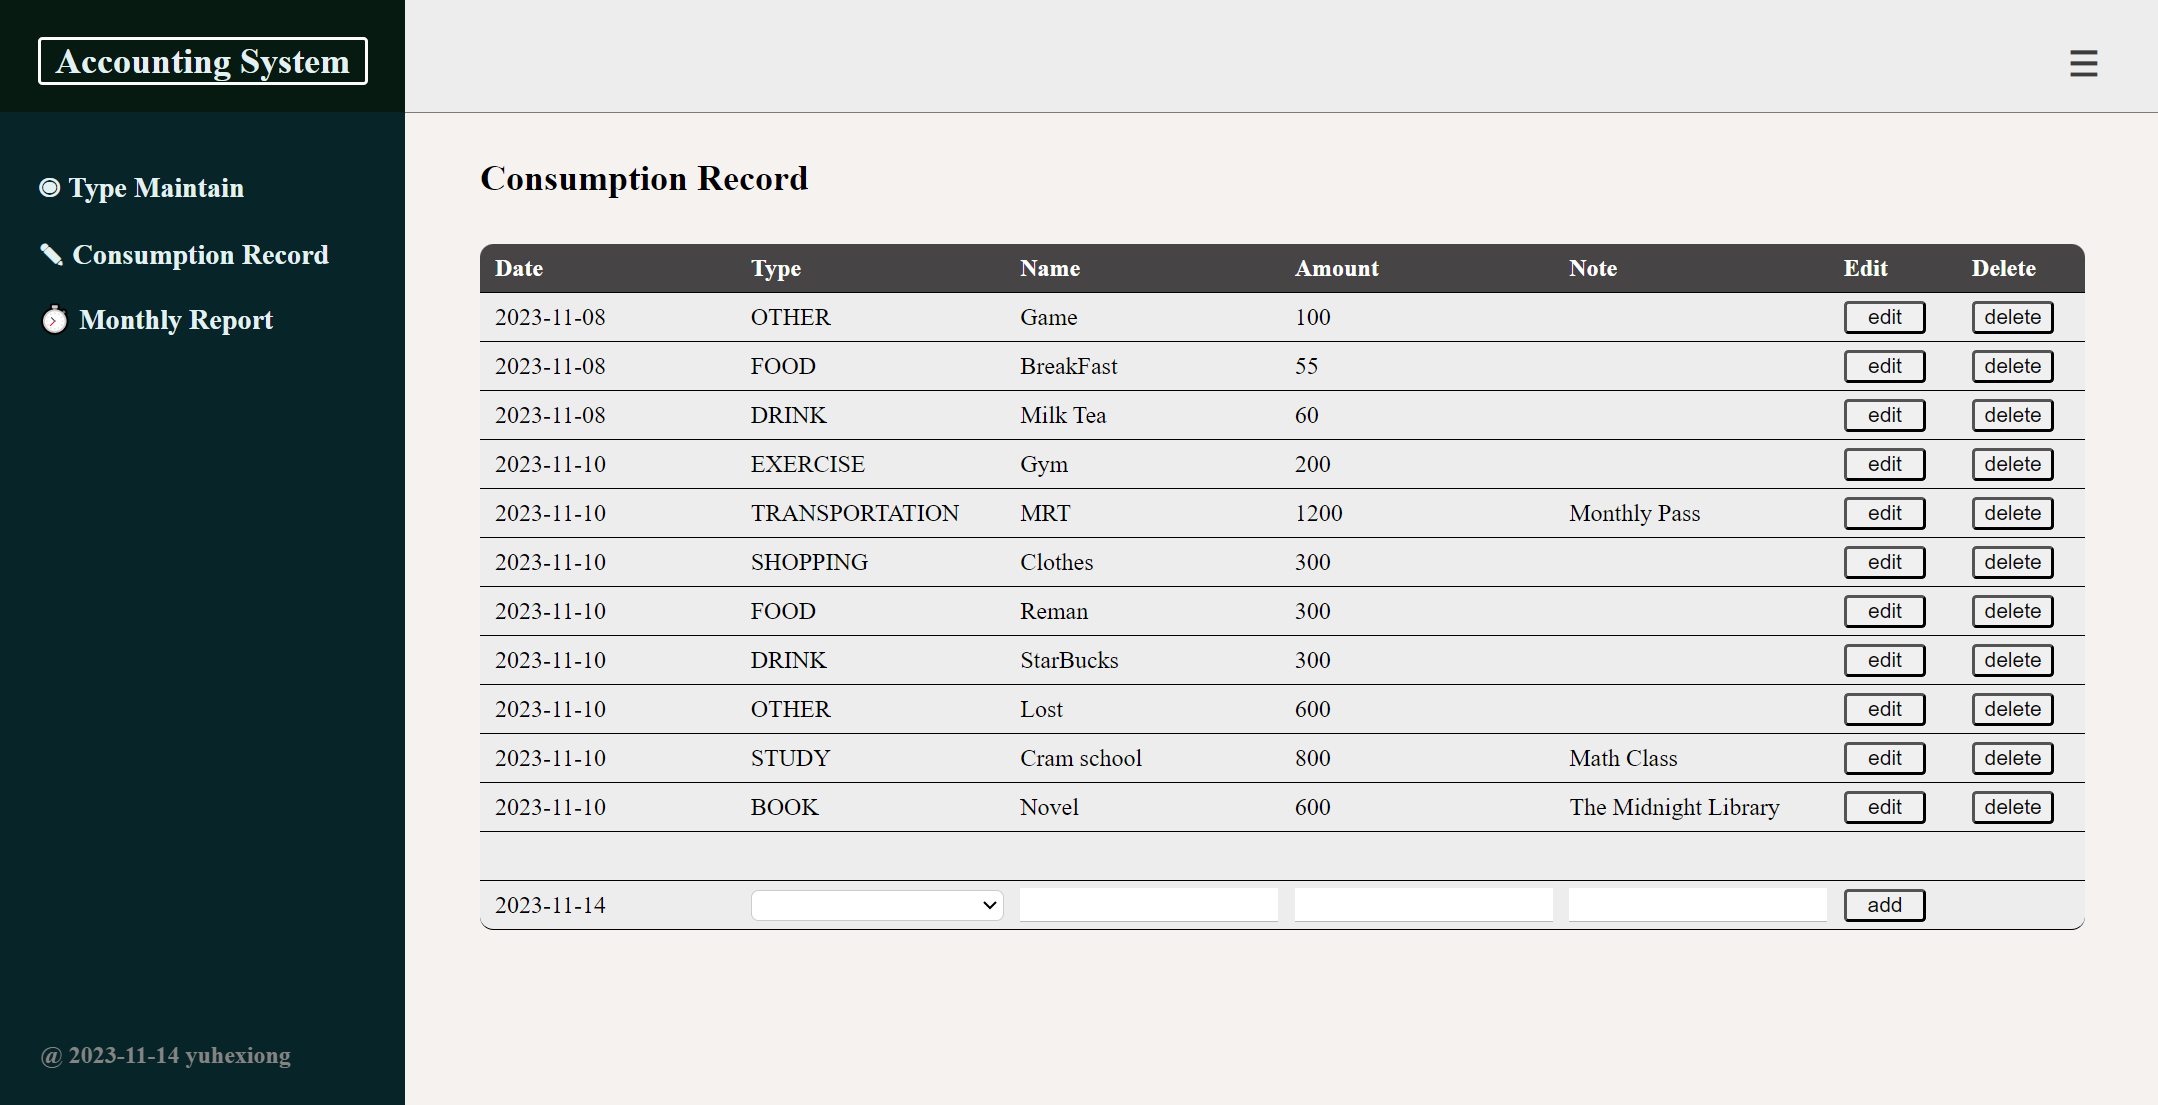 Accounting System
Type Maintain
Consumption Record
Monthly Report
@ 2023-11-14 yuhexiong
Consumption Record
Date Type Name Amount Note Edit Delete
2023-11-08 OTHER Game 100 edit delete
2023-11-08 FOOD BreakFast 55 edit delete
2023-11-08 DRINK Milk Tea 60 edit delete
2023-11-10 EXERCISE Gym 200 edit delete
2023-11-10 TRANSPORTATION MRT 1200 Monthly Pass edit delete
2023-11-10 SHOPPING Clothes 300 edit delete
2023-11-10 FOOD Reman 300 edit delete
2023-11-10 DRINK StarBucks 300 edit delete
2023-11-10 OTHER Lost 600 edit delete
2023-11-10 STUDY Cram school 800 Math Class edit delete
2023-11-10 BOOK Novel 600 The Midnight Library edit delete
2023-11-14 add